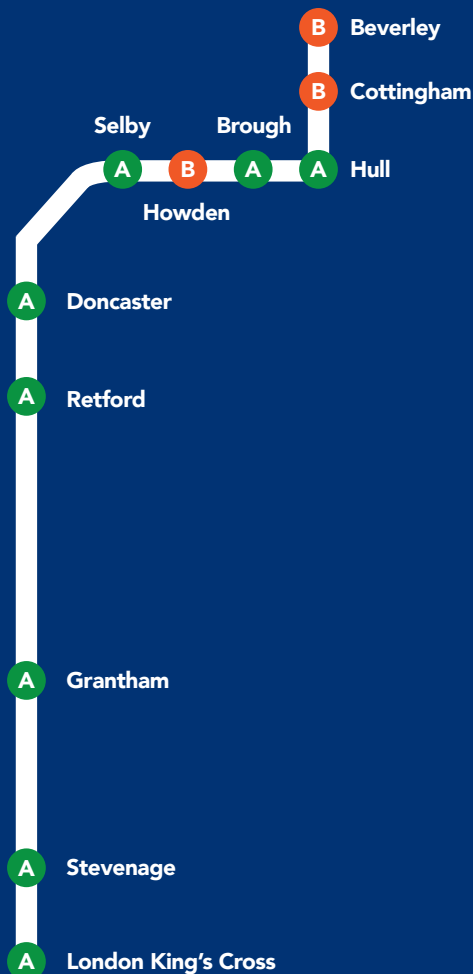 B Beverley
B Cottingham
Selby Brough
A B A A Hull
Howden
A Doncaster
A Retford
A Grantham
A Stevenage
A London King's Cross